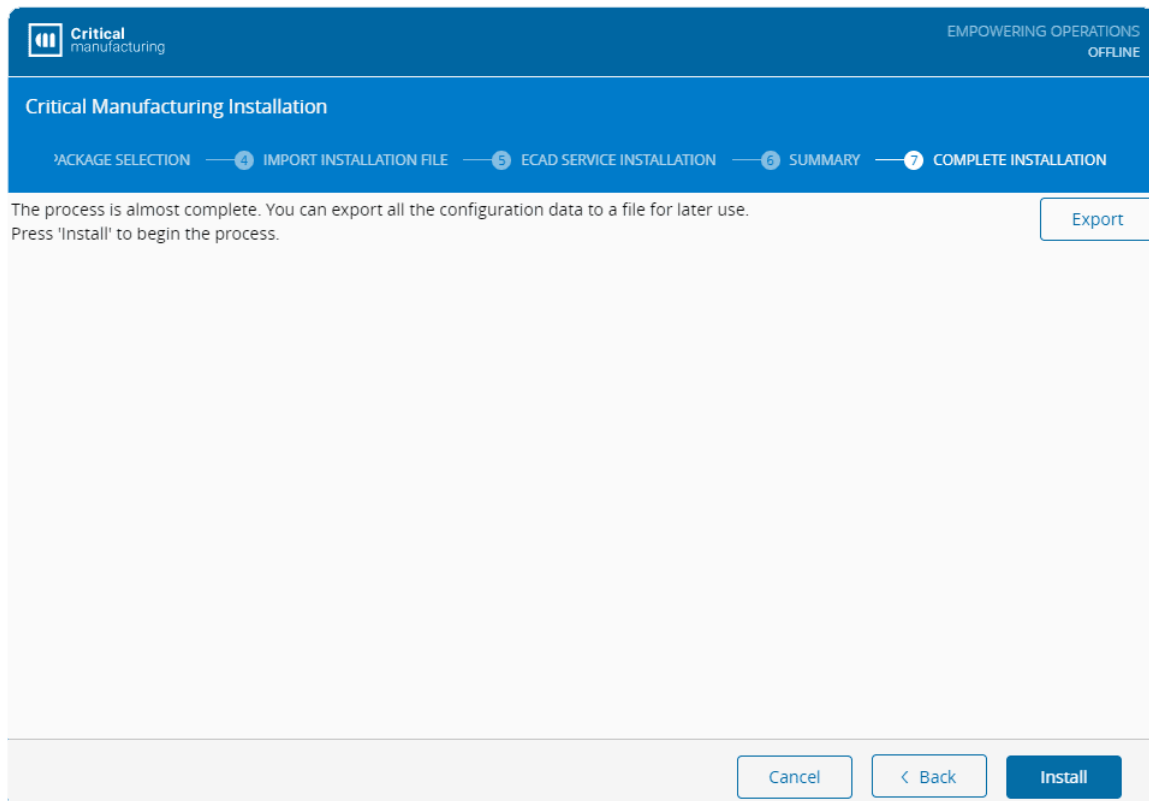 Critical
manufacturing
EMPOWERING OPERATIONS
OFFLINE
Critical Manufacturing Installation
PACKAGE SELECTION 4 IMPORT INSTALLATION FILE 5 ECAD SERVICE INSTALLATION 6 SUMMARY 7 COMPLETE INSTALLATION
The process is almost complete. You can export all the configuration data to a file for later use.
Press 'Install' to begin the process.
Export
Cancel < Back Install